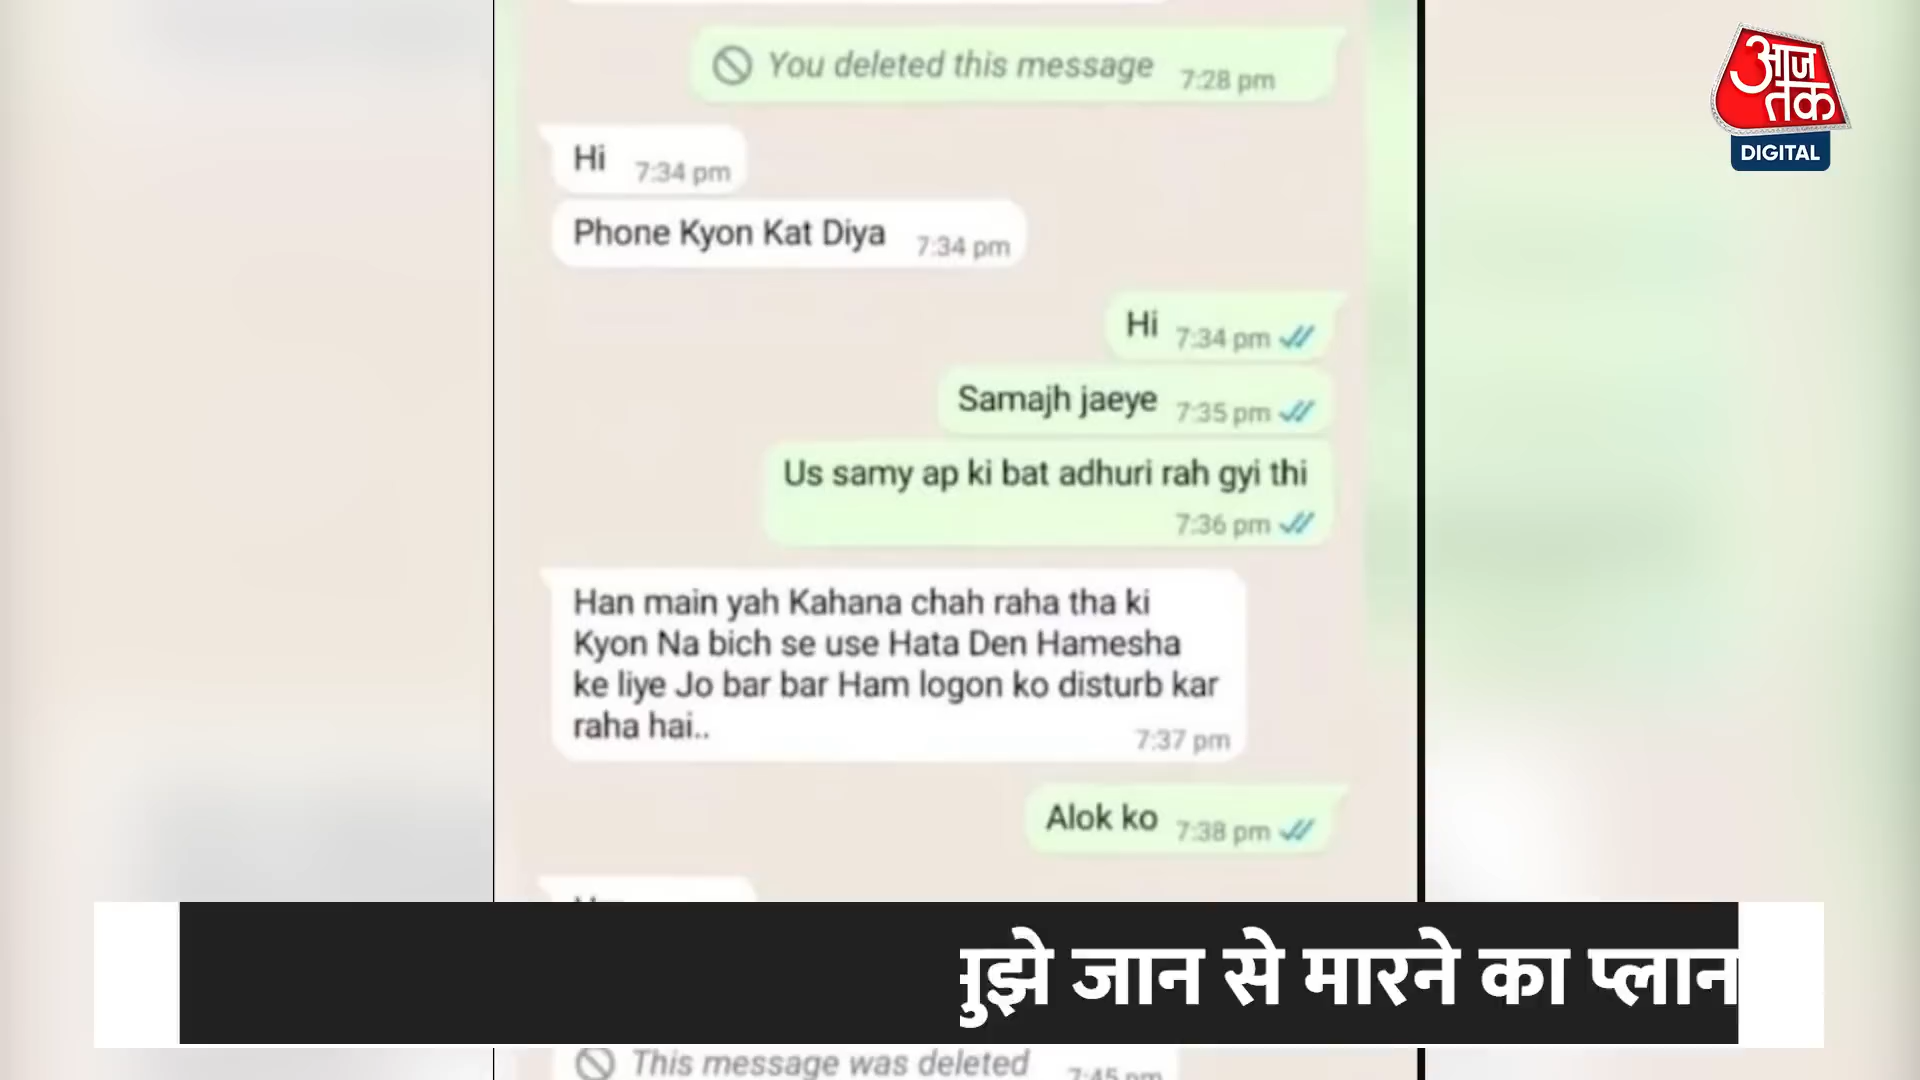 You deleted this message 7:28 pm
आज
तक
DIGITAL
Hi 7:34 pm
Phone Kyon Kat Diya 7:34 pm
Hi 7:34 pm
Samajh jaeye 7:35 pm
Us samy ap ki bat adhuri rah gyi thi
7:36 pm
Han main yah Kahana chah raha tha ki
Kyon Na bich se use Hata Den Hamesha
ke liye Jo bar bar Ham logon ko disturb kar
raha hai..
7:37 pm
Alok ko 7:38 pm
मुझे जान से मारने का प्लान
This message was deleted 7:45 pm